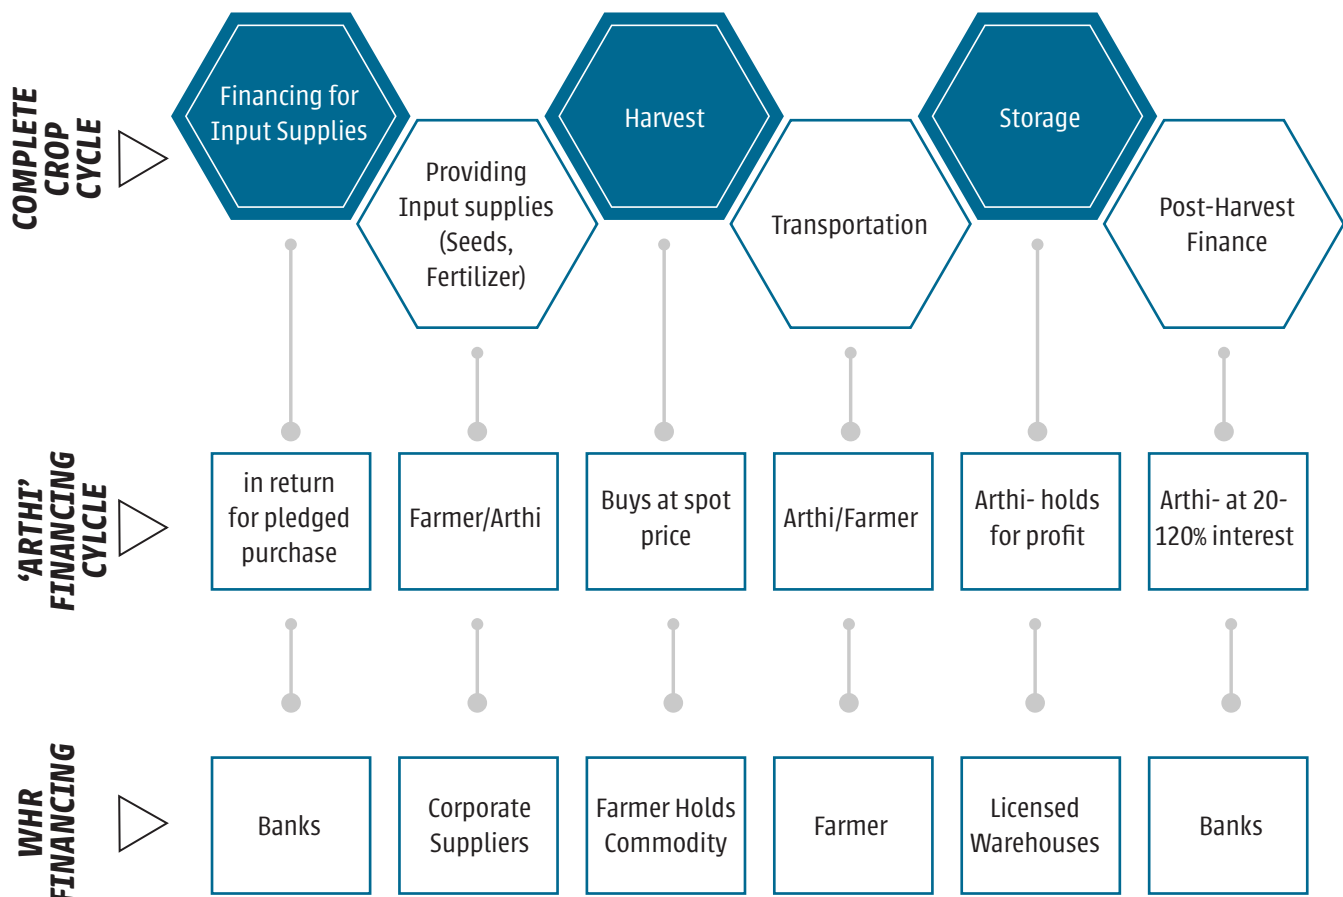 COMPLETE
CROP
CYCLE
Financing for
Input Supplies
Providing
Input supplies
(Seeds,
Fertilizer)
Harvest
Transportation
Storage
Post-Harvest
Finance
‘ARTHI’
FINANCING
CYLCLE
in return
for pledged
purchase
Farmer/Arthi
Buys at spot
price
Arthi/Farmer
Arthi- holds
for profit
Arthi- at 20-
120% interest
WHR
FINANCING
Banks
Corporate
Suppliers
Farmer Holds
Commodity
Farmer
Licensed
Warehouses
Banks